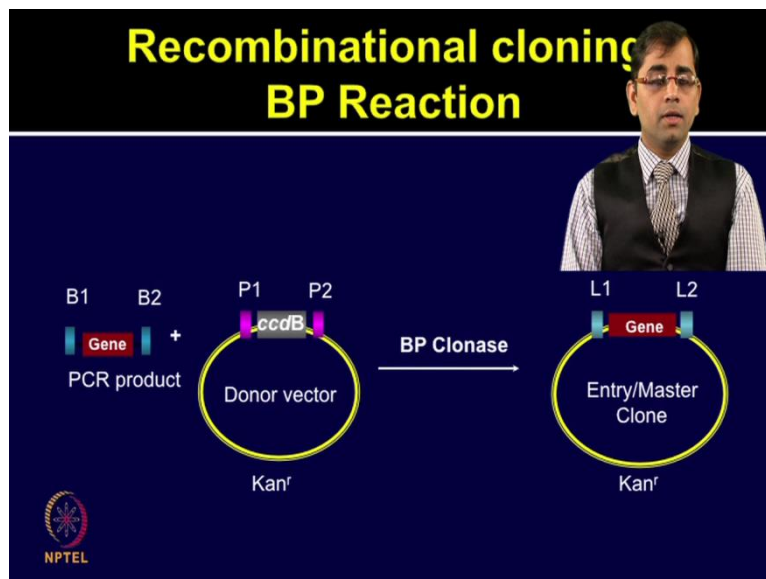 Recombinational cloning
BP Reaction
B1 B2
Gene
+
PCR product
P1 P2
ccdB
Donor vector
Kanʳ
BP Clonase
L1 L2
Gene
Entry/Master
Clone
Kanʳ
NPTEL